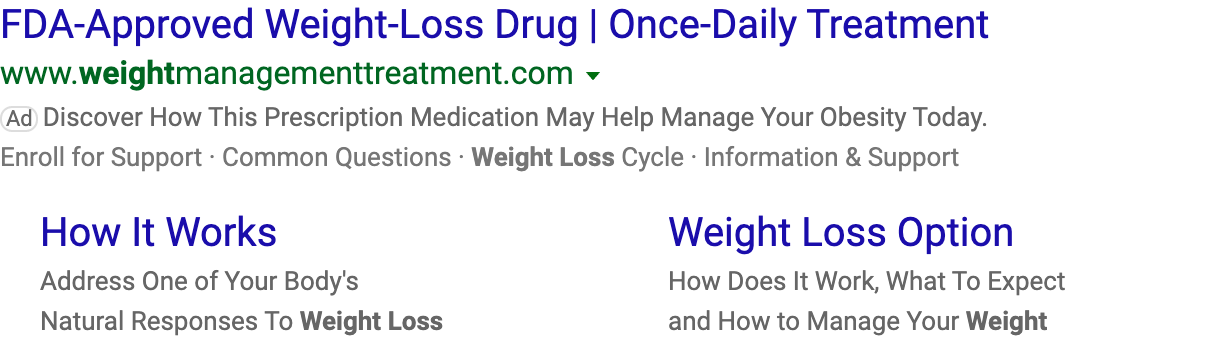 FDA-Approved Weight-Loss Drug | Once-Daily Treatment
www.weightmanagementtreatment.com
Ad Discover How This Prescription Medication May Help Manage Your Obesity Today.
Enroll for Support · Common Questions · Weight Loss Cycle · Information & Support
How It Works
Address One of Your Body's
Natural Responses To Weight Loss
Weight Loss Option
How Does It Work, What To Expect
and How to Manage Your Weight